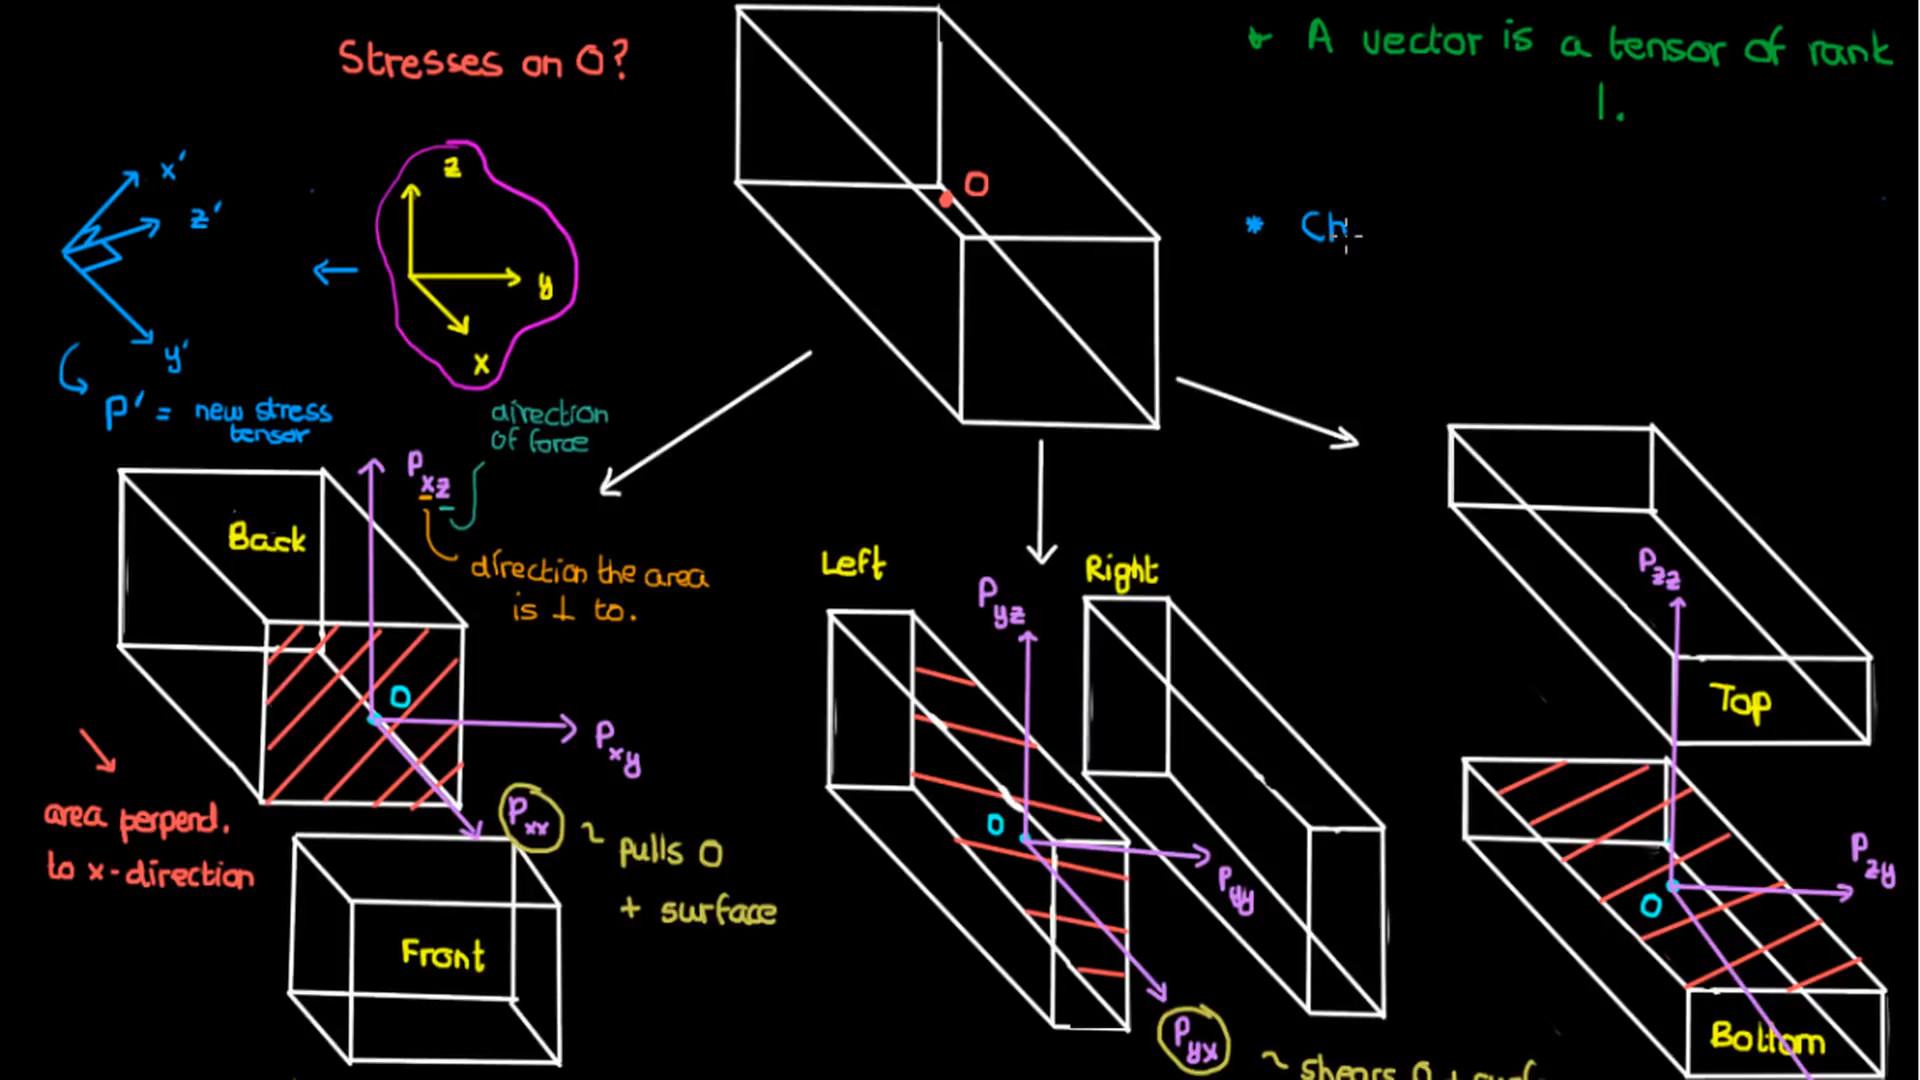 Stresses on O?
* A vector is a tensor of rank
1.
O
* Ch
x'
z'
y'
z
y
x
P' = new stress
tensor
direction
of force
Pxz
Back
direction the area
is ⊥ to.
O
Pxy
area perpend.
to x-direction
Pxx
~ pulls O
+ surface
Front
Left
Right
Pyz
O
Pyy
Pyx
~ shears O + surf
Pzz
Top
Pzy
O
Bottom